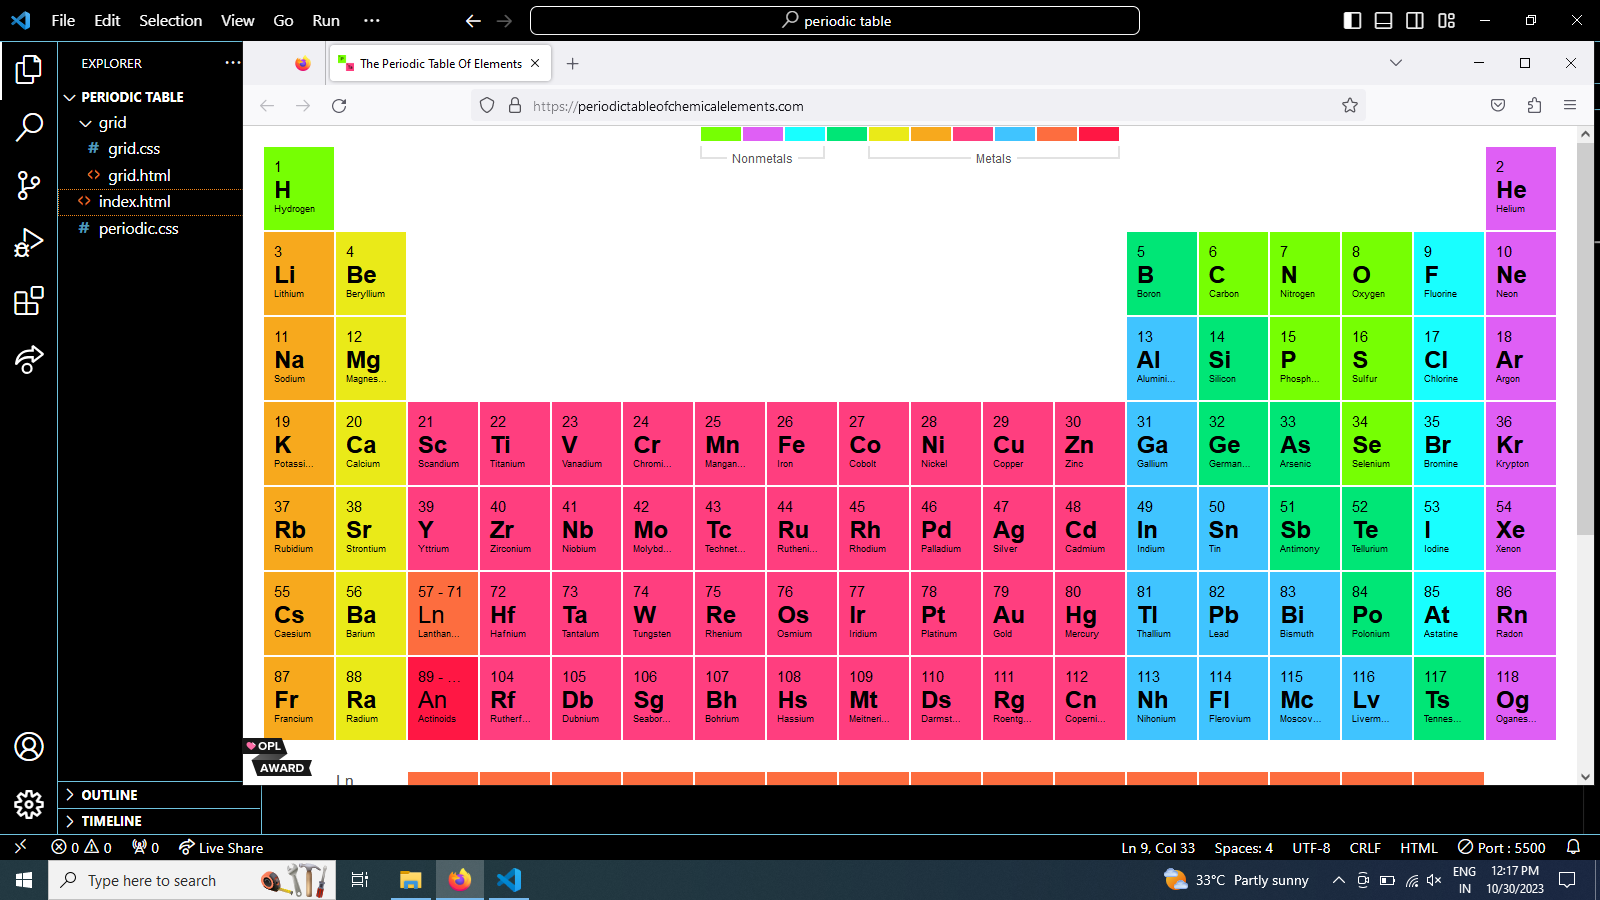 File Edit Selection View Go Run ··· periodic table
EXPLORER ···
The Periodic Table Of Elements
PERIODIC TABLE
grid
# grid.css
<> grid.html
<> index.html
# periodic.css
https://periodictableofchemicalelements.com
Nonmetals Metals
1 2
H He
Hydrogen Helium
3 4 5 6 7 8 9 10
Li Be B C N O F Ne
Lithium Beryllium Boron Carbon Nitrogen Oxygen Fluorine Neon
11 12 13 14 15 16 17 18
Na Mg Al Si P S Cl Ar
Sodium Magnes... Alumini... Silicon Phosph... Sulfur Chlorine Argon
19 20 21 22 23 24 25 26 27 28 29 30 31 32 33 34 35 36
K Ca Sc Ti V Cr Mn Fe Co Ni Cu Zn Ga Ge As Se Br Kr
Potassi... Calcium Scandium Titanium Vanadium Chromi... Mangan... Iron Cobolt Nickel Copper Zinc Gallium German... Arsenic Selenium Bromine Krypton
37 38 39 40 41 42 43 44 45 46 47 48 49 50 51 52 53 54
Rb Sr Y Zr Nb Mo Tc Ru Rh Pd Ag Cd In Sn Sb Te I Xe
Rubidium Strontium Yttrium Zirconium Niobium Molybd... Technet... Rutheni... Rhodium Palladium Silver Cadmium Indium Tin Antimony Tellurium Iodine Xenon
55 56 57 - 71 72 73 74 75 76 77 78 79 80 81 82 83 84 85 86
Cs Ba Ln Hf Ta W Re Os Ir Pt Au Hg Tl Pb Bi Po At Rn
Caesium Barium Lanthan... Hafnium Tantalum Tungsten Rhenium Osmium Iridium Platinum Gold Mercury Thallium Lead Bismuth Polonium Astatine Radon
87 88 89 - ... 104 105 106 107 108 109 110 111 112 113 114 115 116 117 118
Fr Ra An Rf Db Sg Bh Hs Mt Ds Rg Cn Nh Fl Mc Lv Ts Og
Francium Radium Actinoids Rutherf... Dubnium Seabor... Bohrium Hassium Meitneri... Darmst... Roentg... Coperni... Nihonium Flerovium Moscov... Liverm... Tennes... Oganes...
OPL
AWARD
Ln
OUTLINE
TIMELINE
0 0 0 Live Share Ln 9, Col 33 Spaces: 4 UTF-8 CRLF HTML Port : 5500
Type here to search 33°C Partly sunny ENG 12:17 PM
IN 10/30/2023